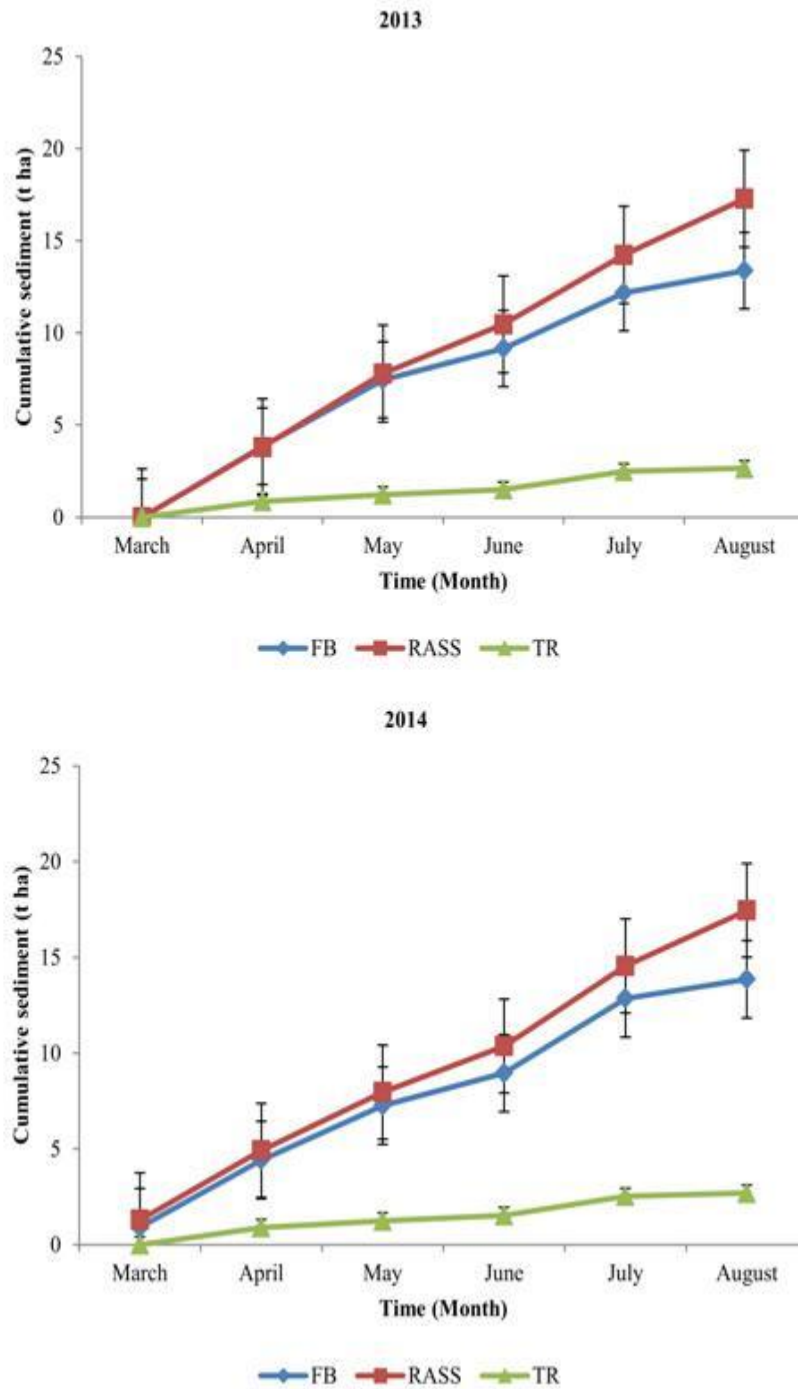 2013
25
20
15
10
5
0
Cumulative sediment (t ha)
March April May June July August
Time (Month)
FB RASS TR
2014
25
20
15
10
5
0
Cumulative sediment (t ha)
March April May June July August
Time (Month)
FB RASS TR